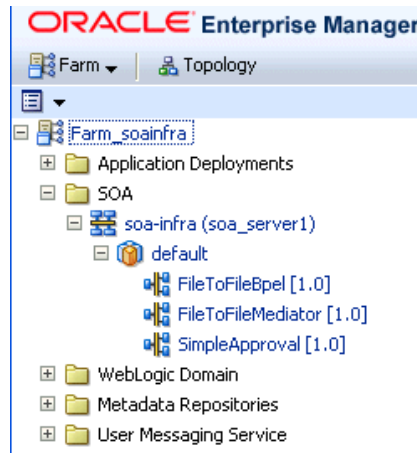 ORACLE Enterprise Manager
Farm Topology
Farm_soainfra
Application Deployments
SOA
soa-infra (soa_server1)
default
FileToFileBpel [1.0]
FileToFileMediator [1.0]
SimpleApproval [1.0]
WebLogic Domain
Metadata Repositories
User Messaging Service